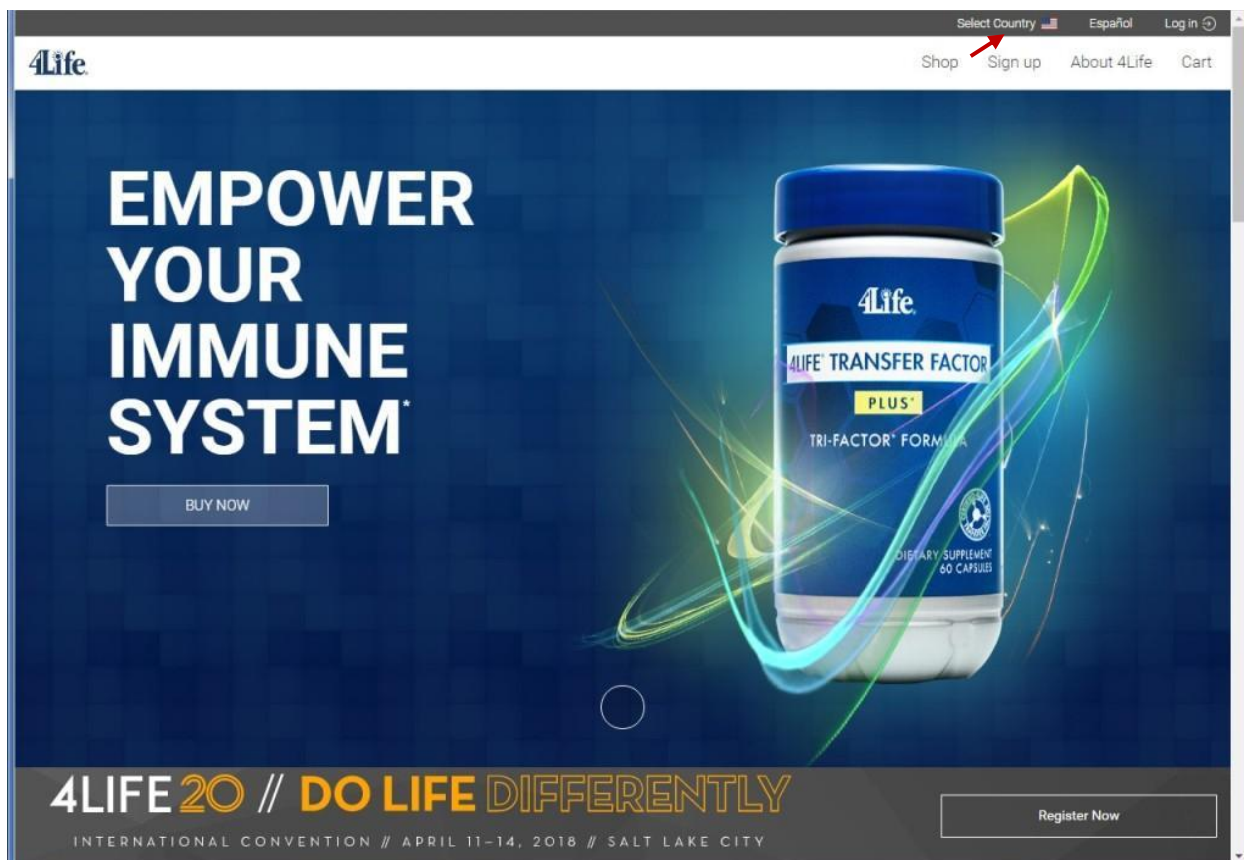 Select Country Español Log in
4Life
Shop Sign up About 4Life Cart
EMPOWER
YOUR
IMMUNE
SYSTEM*
BUY NOW
4Life
4LIFE® TRANSFER FACTOR
PLUS®
TRI-FACTOR® FORMULA
DIETARY SUPPLEMENT
60 CAPSULES
4LIFE 20 // DO LIFE DIFFERENTLY
INTERNATIONAL CONVENTION // APRIL 11–14, 2018 // SALT LAKE CITY
Register Now